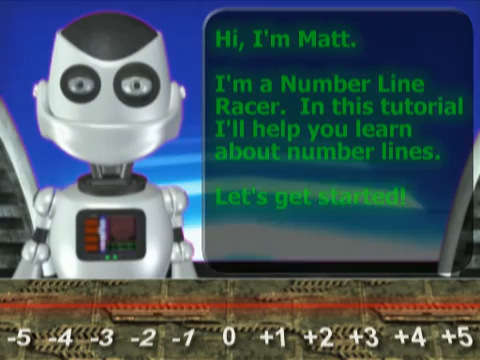 Hi, I'm Matt.
I'm a Number Line
Racer. In this tutorial
I'll help you learn
about number lines.
Let's get started!
-5 -4 -3 -2 -1 0 +1 +2 +3 +4 +5